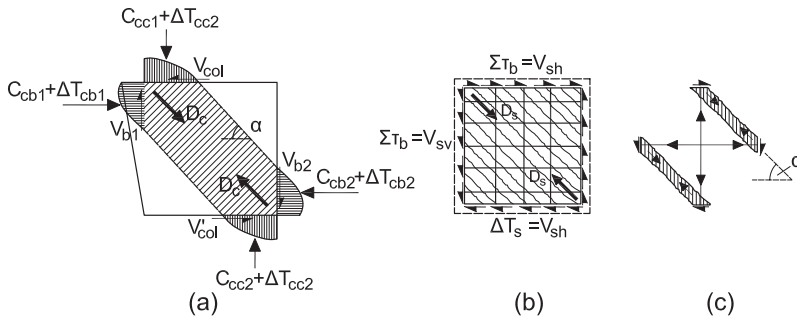 C_cc1+ΔT_cc2
V_col
C_cb1+ΔT_cb1
D_c
α
V_b1
V_b2
D_c
C_cb2+ΔT_cb2
V"_col
C_cc2+ΔT_cc2
(a)
Στ_b=V_sh
D_s
Στ_b=V_sv
D_s
ΔT_s=V_sh
(b)
α
(c)